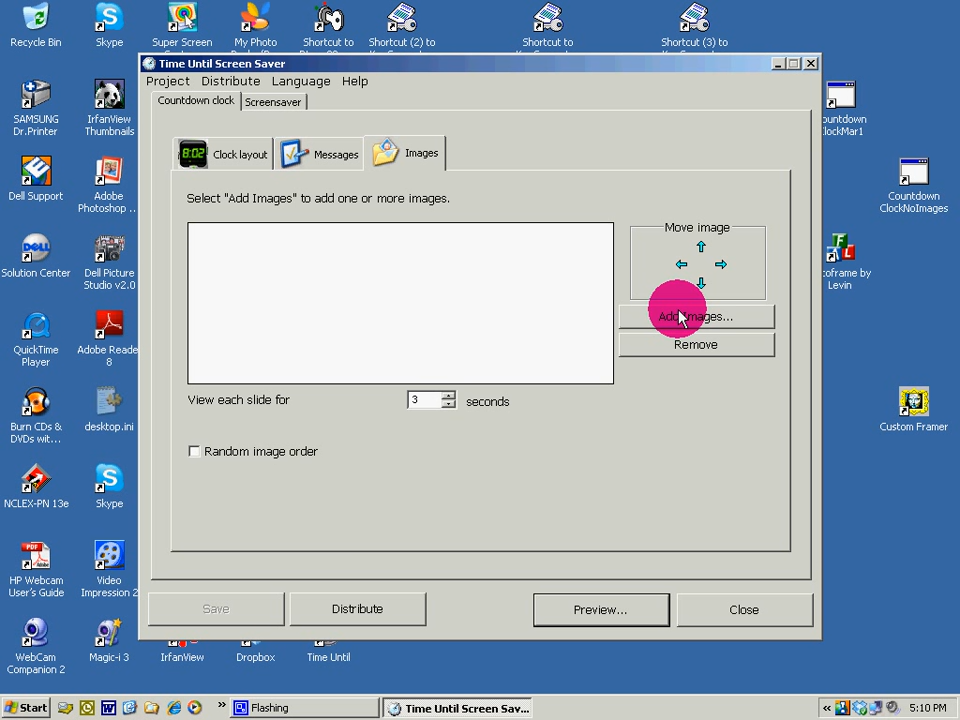 Recycle Bin
Skype
Super Screen
My Photo
Shortcut to
Shortcut (2) to
Shortcut to
Shortcut (3) to
Time Until Screen Saver
Project Distribute Language Help
Countdown clock Screensaver
8:02 Clock layout Messages Images
Select "Add Images" to add one or more images.
Move image
Add Images...
Remove
View each slide for 3 seconds
Random image order
Save Distribute Preview... Close
SAMSUNG
Dr.Printer
IrfanView
Thumbnails
Dell Support
Adobe
Photoshop ...
DELL
Solution Center
Dell Picture
Studio v2.0
QuickTime
Player
Adobe Reade
8
Burn CDs &
DVDs wit...
desktop.ini
NCLEX-PN 13e
Skype
HP Webcam
User's Guide
Video
Impression 2
WebCam
Companion 2
Magic-i 3
IrfanView
Dropbox
Time Until
ountdown
lockMar1
Countdown
ClockNoImages
F A L
toframe by
Levin
Custom Framer
Start » Flashing Time Until Screen Sav... « 5:10 PM